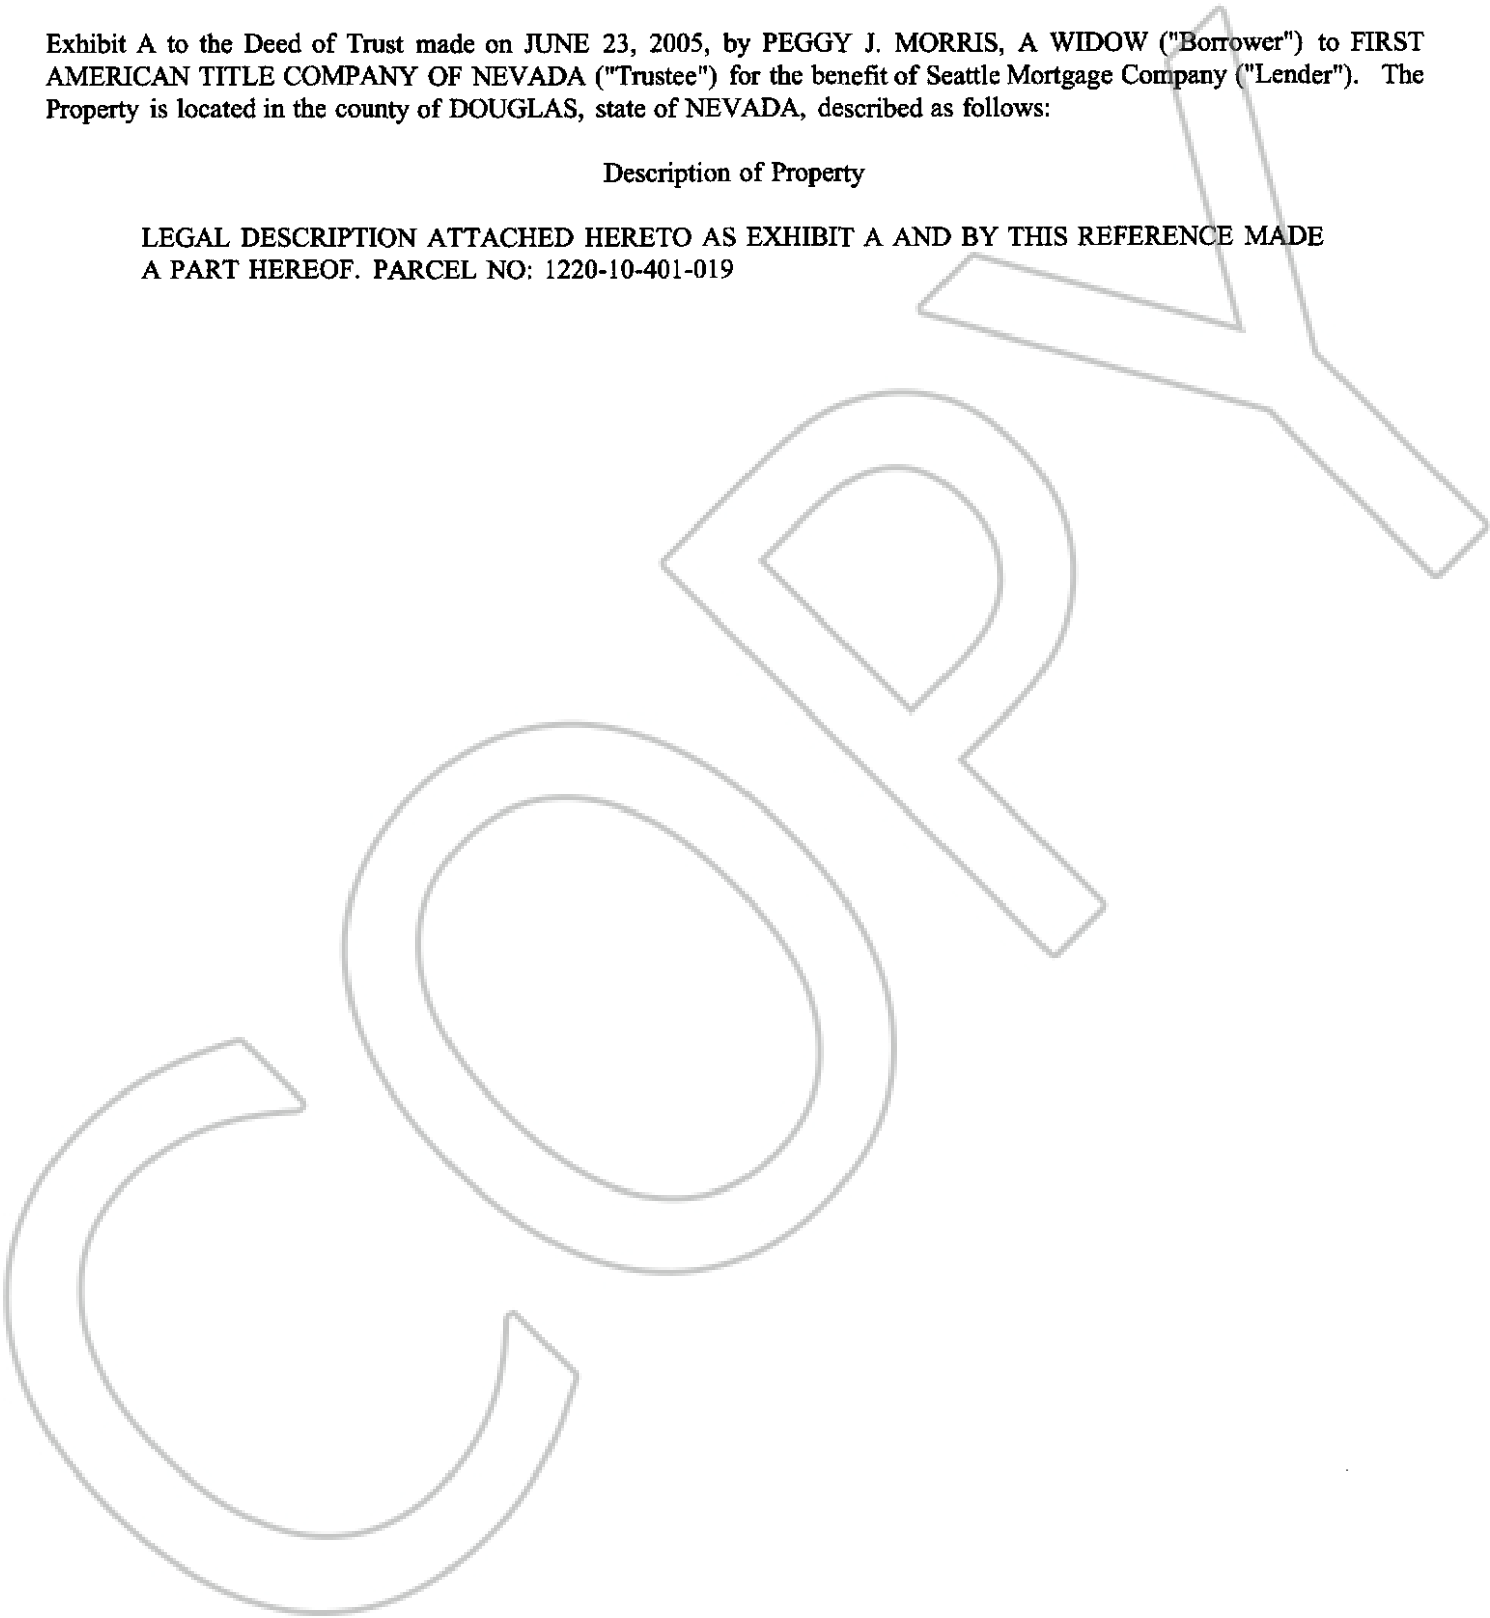 Exhibit A to the Deed of Trust made on JUNE 23, 2005, by PEGGY J. MORRIS, A WIDOW ("Borrower") to FIRST
AMERICAN TITLE COMPANY OF NEVADA ("Trustee") for the benefit of Seattle Mortgage Company ("Lender"). The
Property is located in the county of DOUGLAS, state of NEVADA, described as follows:
Description of Property
LEGAL DESCRIPTION ATTACHED HERETO AS EXHIBIT A AND BY THIS REFERENCE MADE
A PART HEREOF. PARCEL NO: 1220-10-401-019
COPY